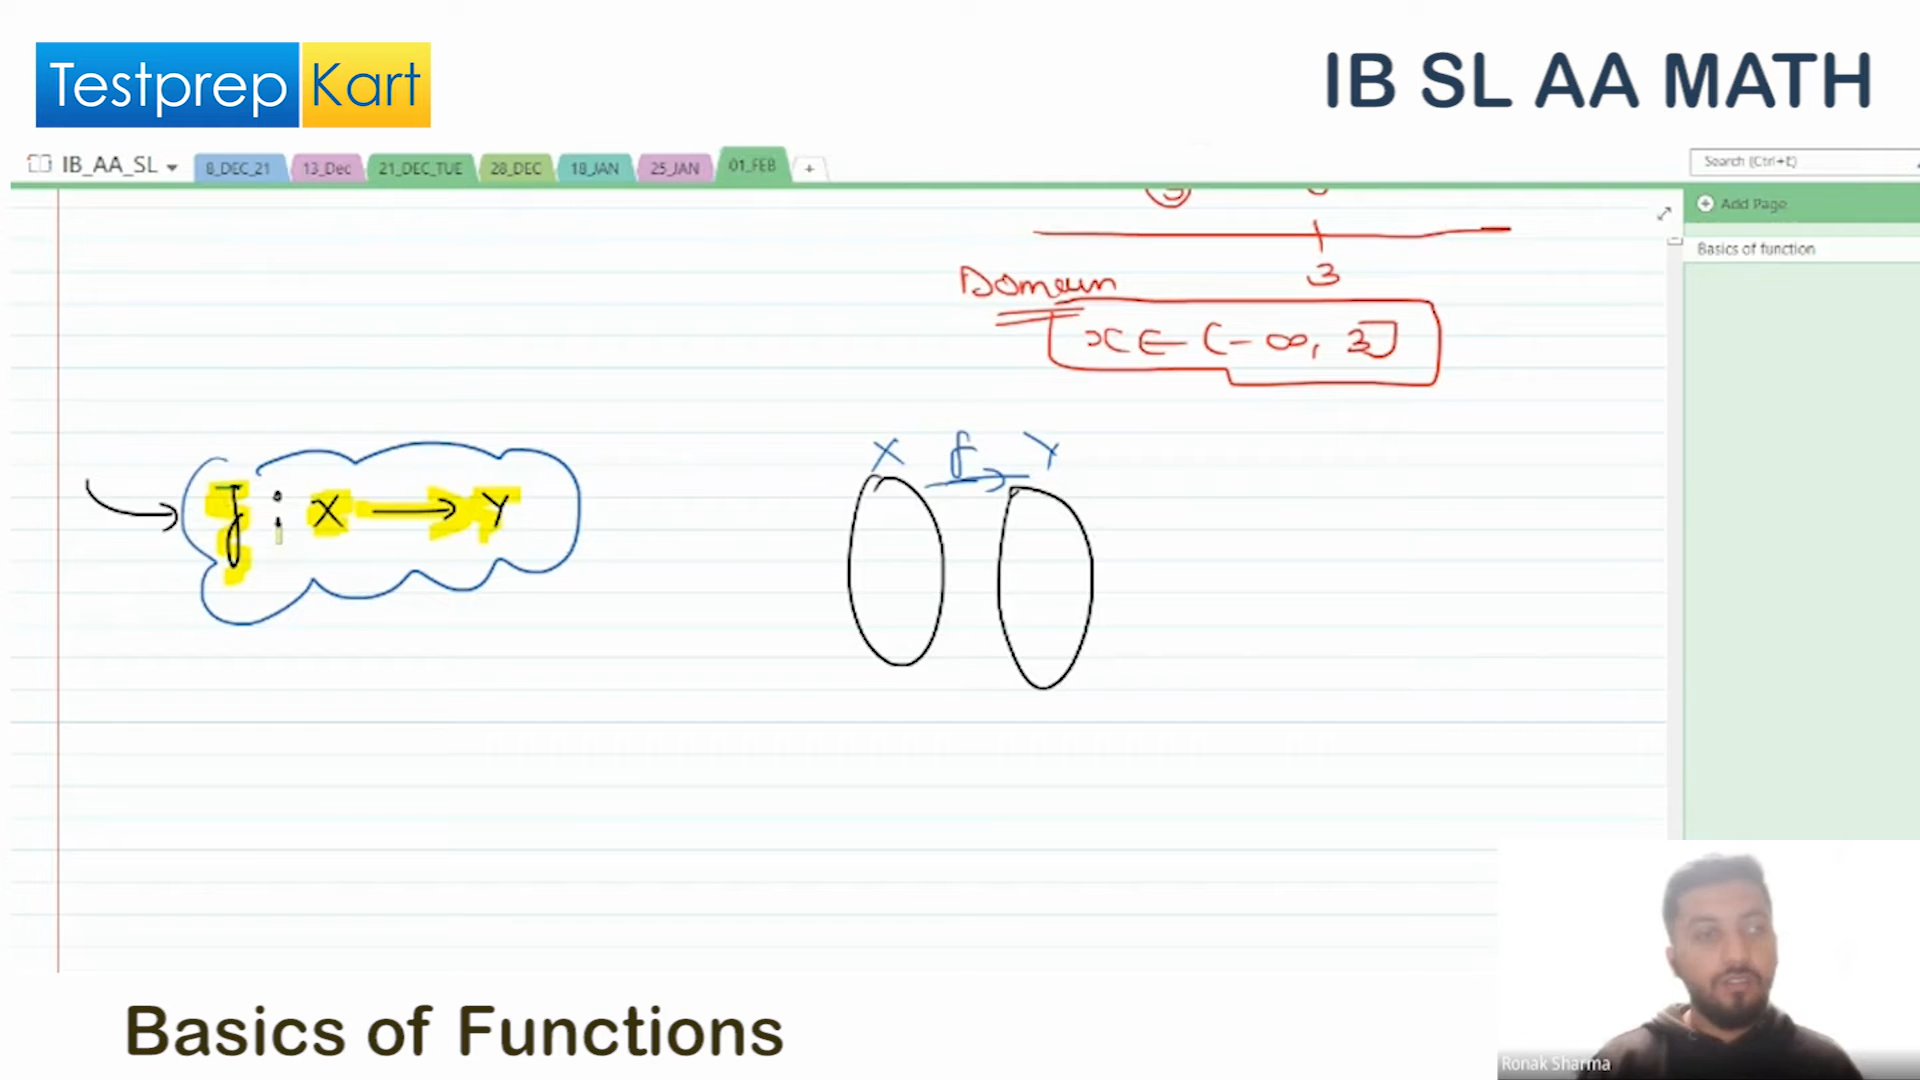 Testprep Kart
IB SL AA MATH
IB_AA_SL
8_DEC_21
13_Dec
21_DEC_TUE
28_DEC
18_JAN
25_JAN
01_FEB
+
Search (Ctrl+E)
Add Page
Basics of function
3
Domain
x ∈ (-∞, 3]
f : X → Y
X f → Y
Basics of Functions
Ronak Sharma